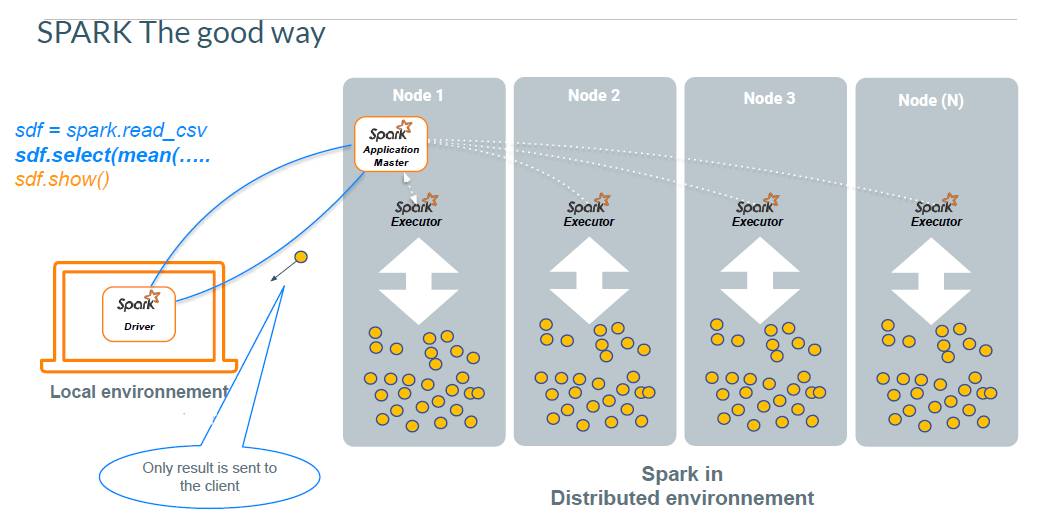 SPARK The good way
sdf = spark.read_csv
sdf.select(mean(…..
sdf.show()
Node 1
Node 2
Node 3
Node (N)
Spark
Application
Master
Spark
Executor
Spark
Executor
Spark
Executor
Spark
Executor
Spark
Driver
Local environnement
Only result is sent to
the client
Spark in
Distributed environnement